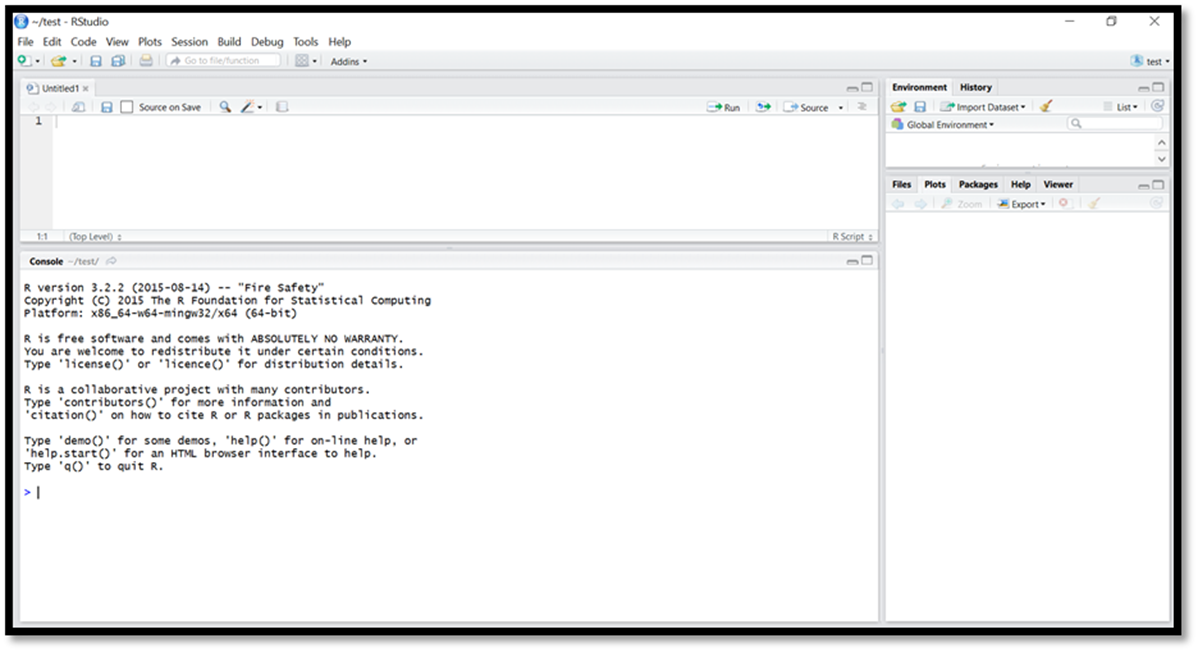 ~/test - RStudio
File Edit Code View Plots Session Build Debug Tools Help
Go to file/function Addins test
Untitled1
Source on Save Run Source
1
1:1 (Top Level) R Script
Console ~/test/
R version 3.2.2 (2015-08-14) -- "Fire Safety"
Copyright (C) 2015 The R Foundation for Statistical Computing
Platform: x86_64-w64-mingw32/x64 (64-bit)
R is free software and comes with ABSOLUTELY NO WARRANTY.
You are welcome to redistribute it under certain conditions.
Type 'license()' or 'licence()' for distribution details.
R is a collaborative project with many contributors.
Type 'contributors()' for more information and
'citation()' on how to cite R or R packages in publications.
Type 'demo()' for some demos, 'help()' for on-line help, or
'help.start()' for an HTML browser interface to help.
Type 'q()' to quit R.
>
Environment History
Import Dataset List
Global Environment
Files Plots Packages Help Viewer
Zoom Export